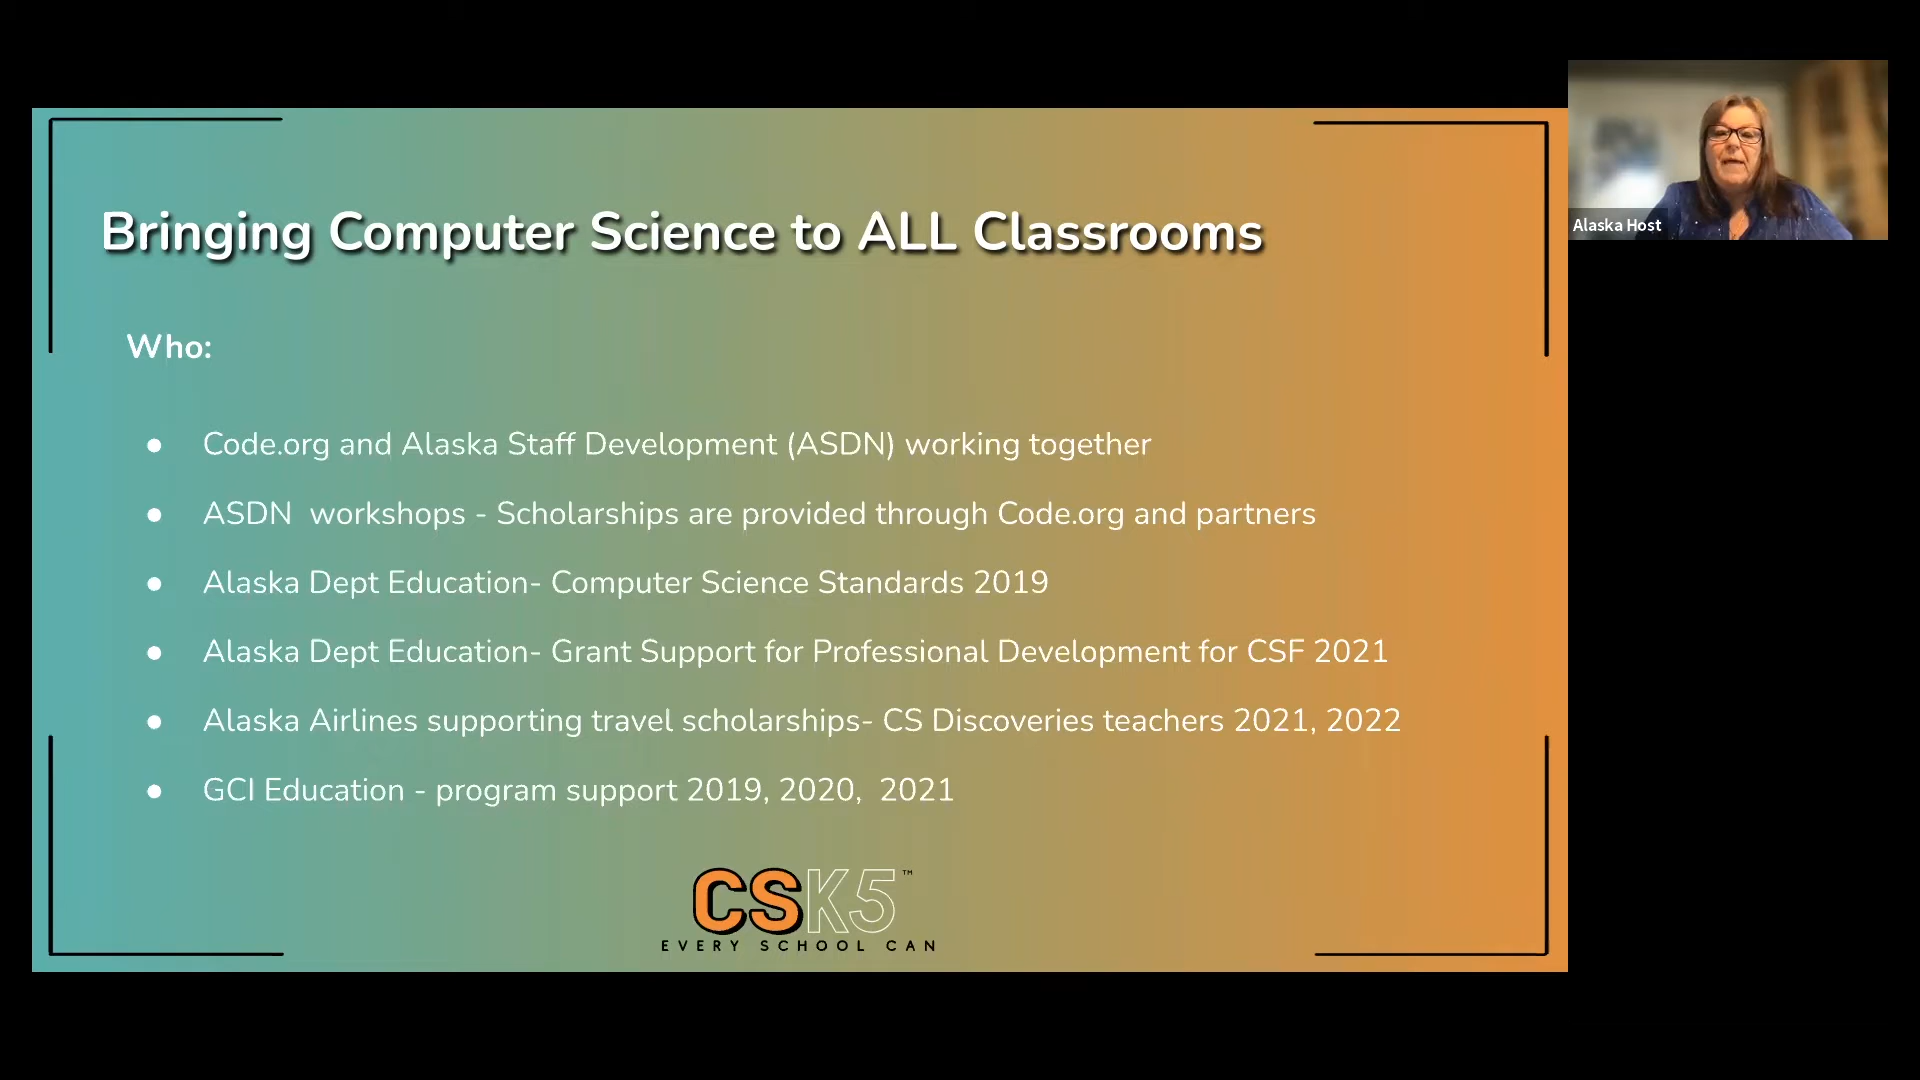 Bringing Computer Science to ALL Classrooms
Alaska Host
Who:
● Code.org and Alaska Staff Development (ASDN) working together
● ASDN  workshops - Scholarships are provided through Code.org and partners
● Alaska Dept Education- Computer Science Standards 2019
● Alaska Dept Education- Grant Support for Professional Development for CSF 2021
● Alaska Airlines supporting travel scholarships- CS Discoveries teachers 2021, 2022
● GCI Education - program support 2019, 2020,  2021
CSK5™
EVERY SCHOOL CAN